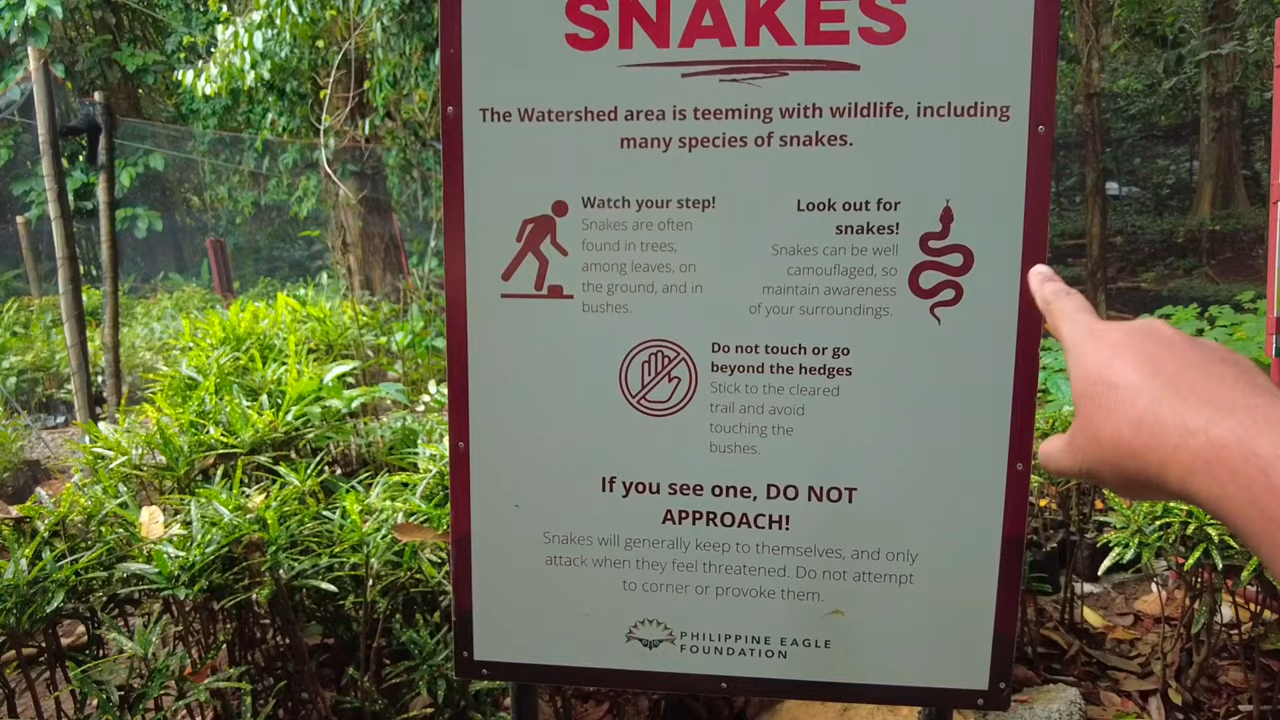 SNAKES
The Watershed area is teeming with wildlife, including
many species of snakes.
Watch your step!
Snakes are often
found in trees,
among leaves, on
the ground, and in
bushes.
Look out for
snakes!
Snakes can be well
camouflaged, so
maintain awareness
of your surroundings.
Do not touch or go
beyond the hedges
Stick to the cleared
trail and avoid
touching the
bushes.
If you see one, DO NOT
APPROACH!
Snakes will generally keep to themselves, and only
attack when they feel threatened. Do not attempt
to corner or provoke them.
PHILIPPINE EAGLE
FOUNDATION